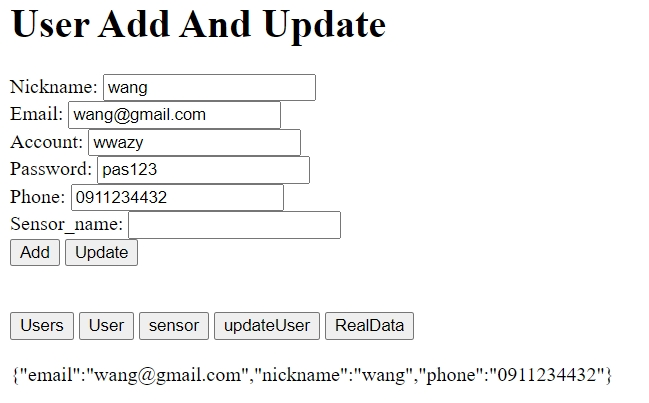 User Add And Update
Nickname: wang
Email: wang@gmail.com
Account: wwazy
Password: pas123
Phone: 0911234432
Sensor_name:
Add Update
Users User sensor updateUser RealData
{"email":"wang@gmail.com","nickname":"wang","phone":"0911234432"}